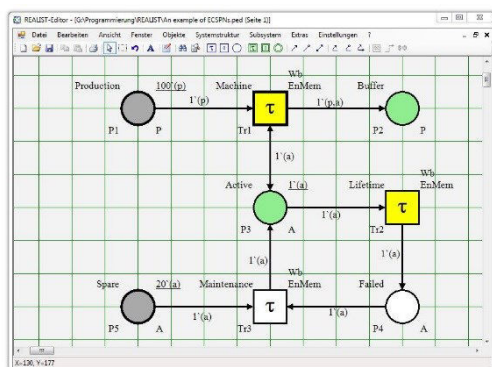 REALIST-Editor - [G:\Programmierung\REALIST\An example of ECSPNs.ped (Seite 1)]
Datei Bearbeiten Ansicht Fenster Objekte Systemstruktur Subsystem Extras Einstellungen ?
Production 100`(p) Machine Wb
EnMem Buffer
1`(p) τ 1`(p,a)
P1 P Tr1 P2 P
1`(a)
Active 1`(a) Lifetime Wb
EnMem
1`(a) τ
P3 A Tr2
1`(a) 1`(a)
Spare 20`(a) Maintenance Wb
EnMem Failed
1`(a) τ 1`(a)
P5 A Tr3 P4 A
X=130, Y=177